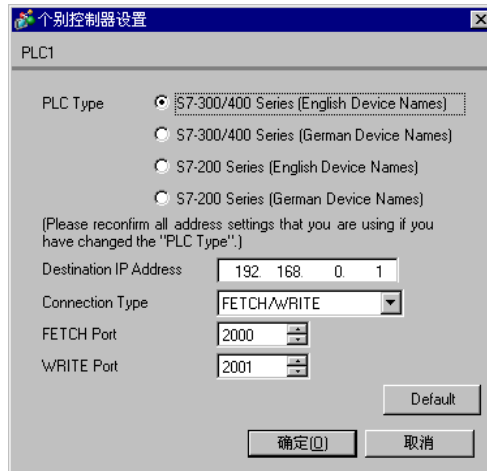 个别控制器设置
PLC1
PLC Type
S7-300/400 Series (English Device Names)
S7-300/400 Series (German Device Names)
S7-200 Series (English Device Names)
S7-200 Series (German Device Names)
(Please reconfirm all address settings that you are using if you
have changed the "PLC Type".)
Destination IP Address 192. 168. 0. 1
Connection Type FETCH/WRITE
FETCH Port 2000
WRITE Port 2001
Default
确定(O) 取消